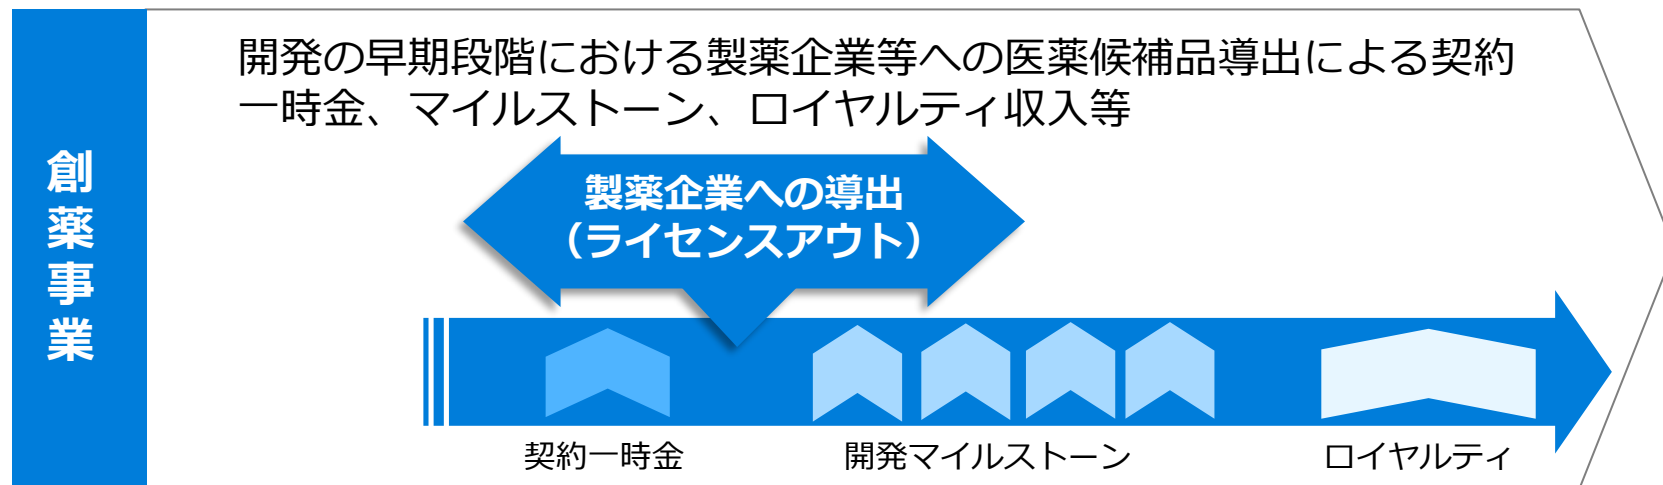 創薬事業
開発の早期段階における製薬企業等への医薬候補品導出による契約
一時金、マイルストーン、ロイヤルティ収入等
製薬企業への導出
（ライセンスアウト）
契約一時金
開発マイルストーン
ロイヤルティ